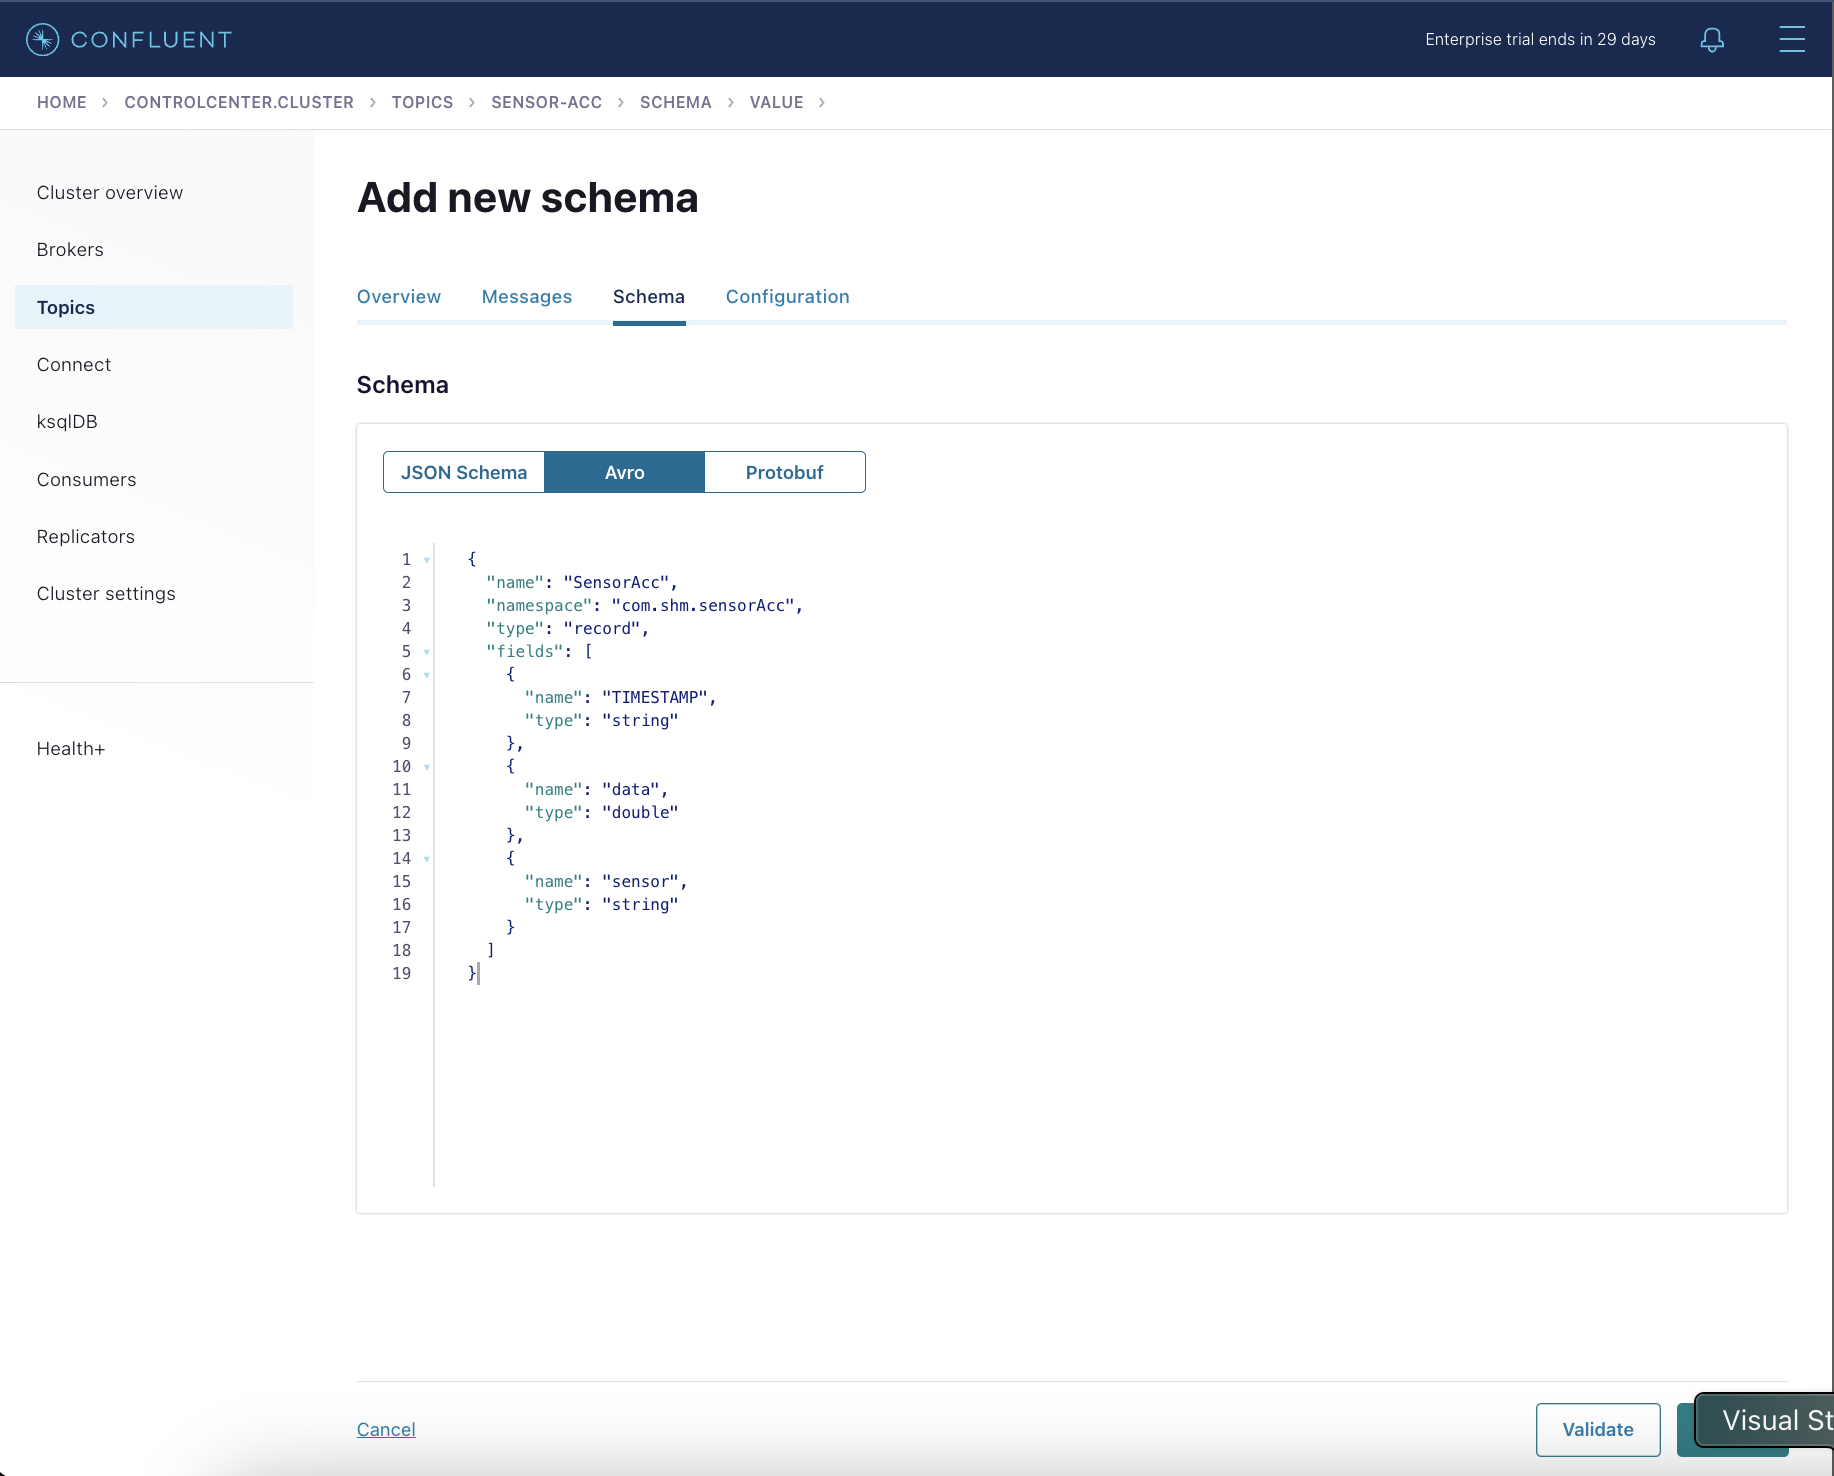 CONFLUENT
Enterprise trial ends in 29 days
HOME > CONTROLCENTER.CLUSTER > TOPICS > SENSOR-ACC > SCHEMA > VALUE >
Cluster overview
Brokers
Topics
Connect
ksqlDB
Consumers
Replicators
Cluster settings
Health+
Add new schema
Overview Messages Schema Configuration
Schema
JSON Schema Avro Protobuf
1 {
2 "name": "SensorAcc",
3 "namespace": "com.shm.sensorAcc",
4 "type": "record",
5 "fields": [
6 {
7 "name": "TIMESTAMP",
8 "type": "string"
9 },
10 {
11 "name": "data",
12 "type": "double"
13 },
14 {
15 "name": "sensor",
16 "type": "string"
17 }
18 ]
19 }
Cancel
Validate
Visual St